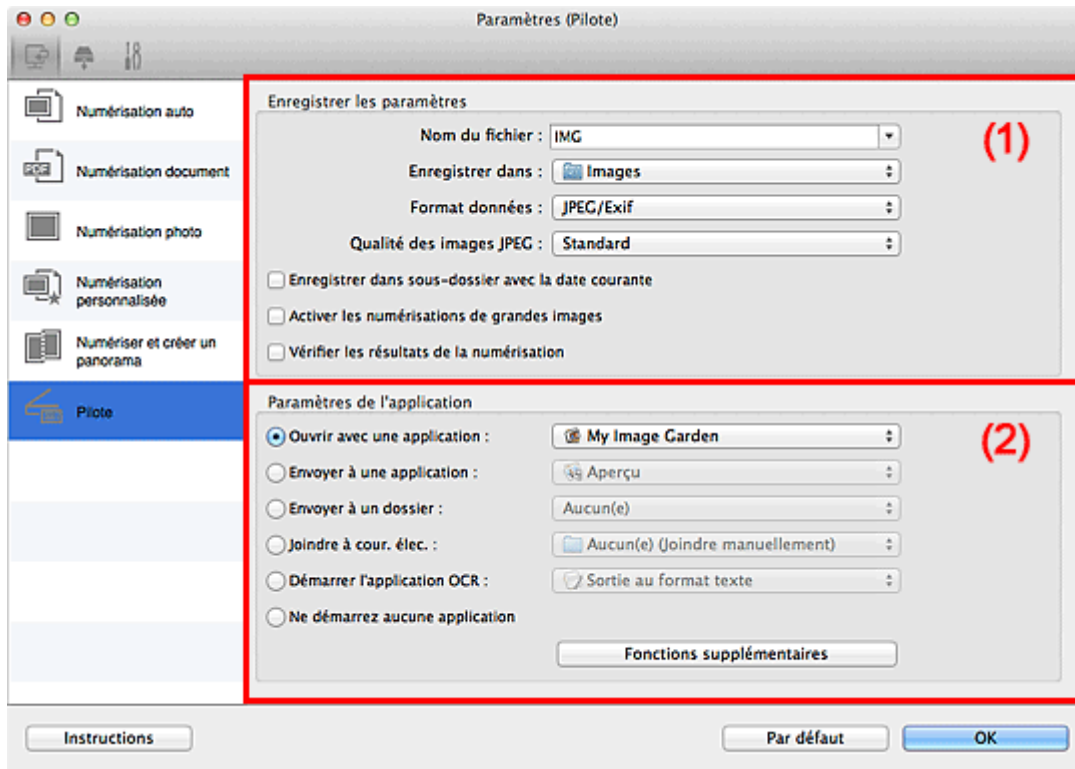 Paramètres (Pilote)
Numérisation auto
Numérisation document
Numérisation photo
Numérisation
personnalisée
Numériser et créer un
panorama
Pilote
Enregistrer les paramètres
(1)
Nom du fichier : IMG
Enregistrer dans : Images
Format données : JPEG/Exif
Qualité des images JPEG : Standard
Enregistrer dans sous-dossier avec la date courante
Activer les numérisations de grandes images
Vérifier les résultats de la numérisation
Paramètres de l'application
(2)
Ouvrir avec une application : My Image Garden
Envoyer à une application : Aperçu
Envoyer à un dossier : Aucun(e)
Joindre à cour. élec. : Aucun(e) (Joindre manuellement)
Démarrer l'application OCR : Sortie au format texte
Ne démarrez aucune application
Fonctions supplémentaires
Instructions
Par défaut
OK